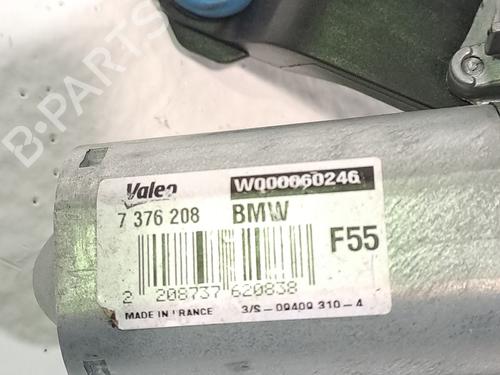 B-PARTS
Valeo W000060246
7 376 208 BMW
F55
2 208737 620838
MADE IN FRANCE 3/S-09409 310-4